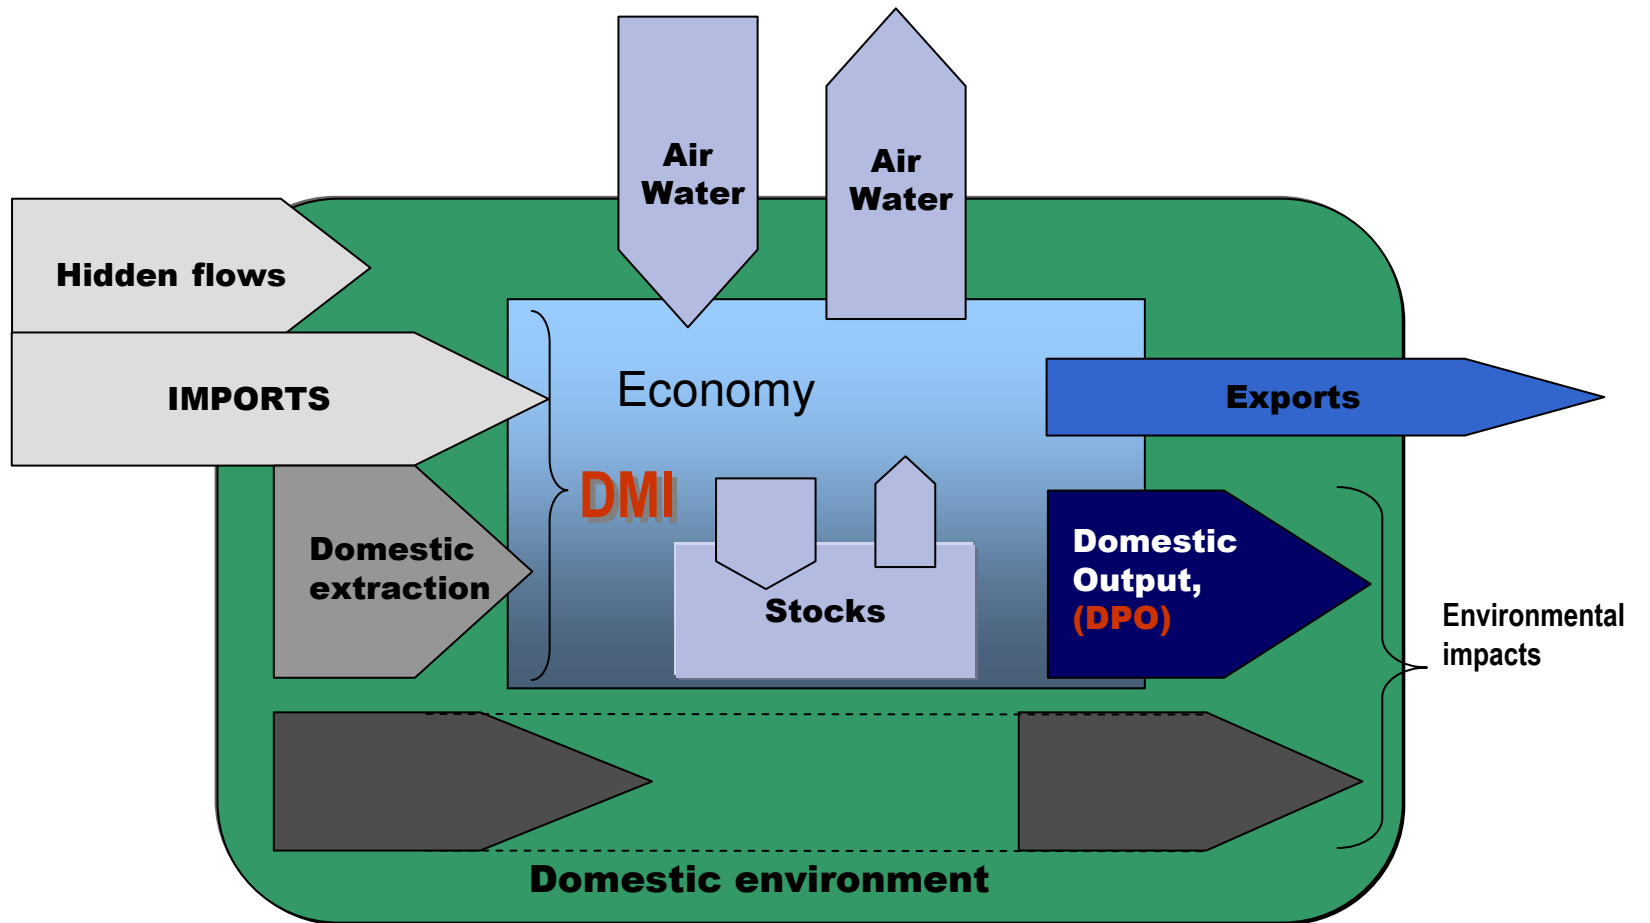 Air
Water
Air
Water
Hidden flows
IMPORTS
Economy
Exports
DMI
Domestic
extraction
Stocks
Domestic
Output,
(DPO)
Environmental
impacts
Domestic environment